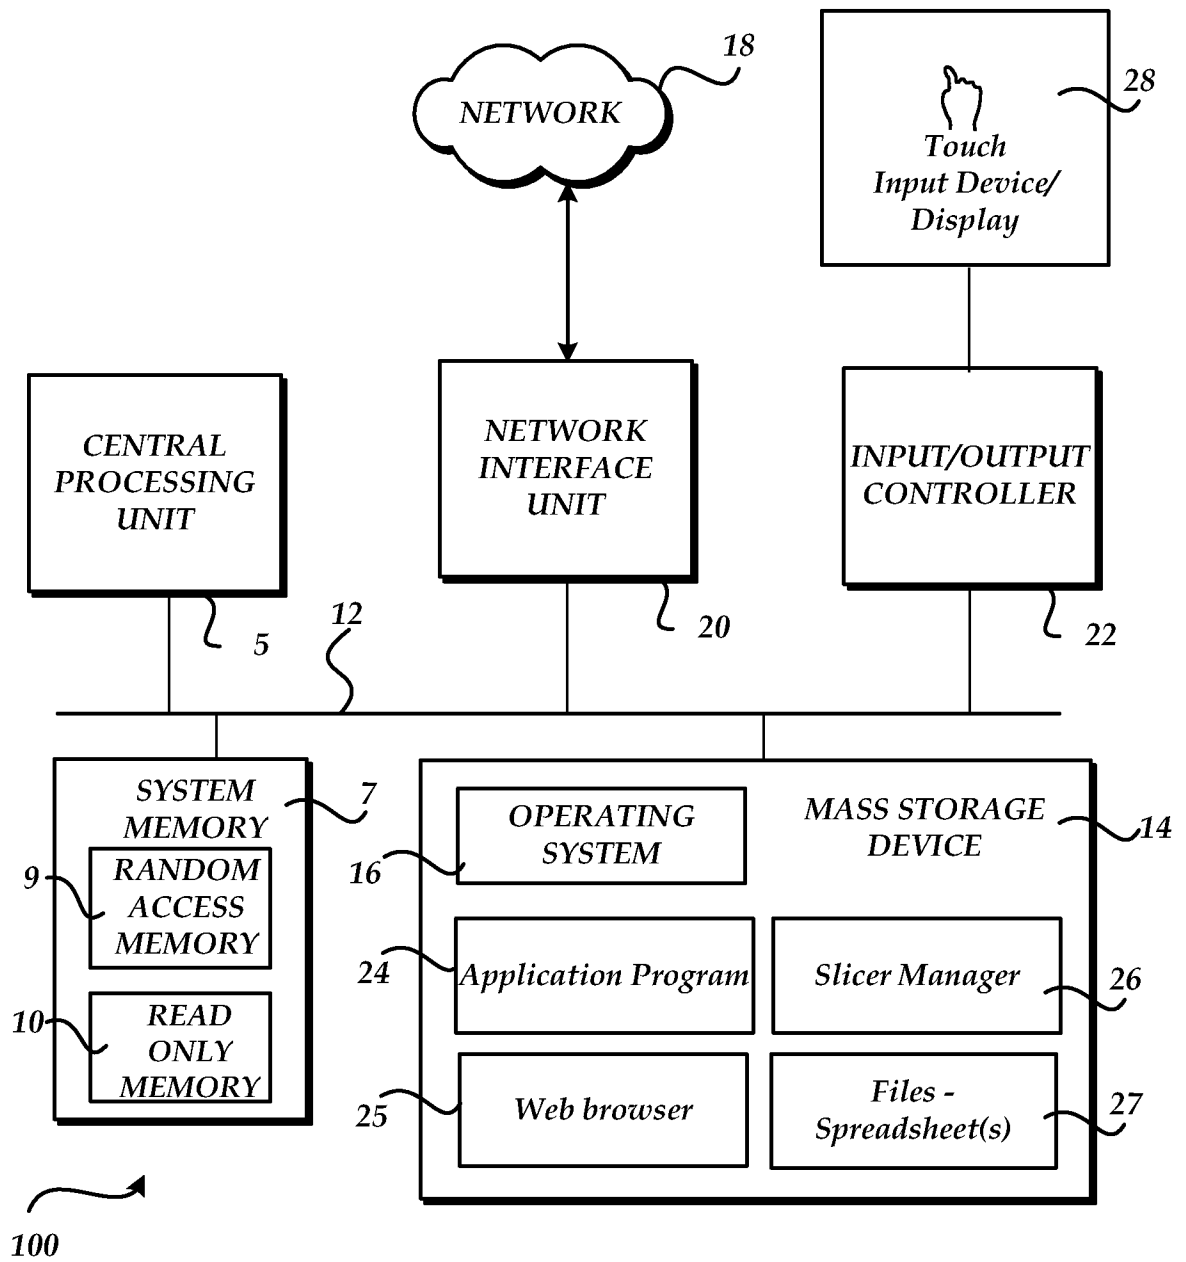 18
NETWORK
28
Touch
Input Device/
Display
CENTRAL
PROCESSING
UNIT
5
NETWORK
INTERFACE
UNIT
20
INPUT/OUTPUT
CONTROLLER
22
12
SYSTEM
MEMORY
7
9
RANDOM
ACCESS
MEMORY
10
READ
ONLY
MEMORY
OPERATING
SYSTEM
16
MASS STORAGE
DEVICE
14
24
Application Program
Slicer Manager
26
25
Web browser
Files -
Spreadsheet(s)
27
100